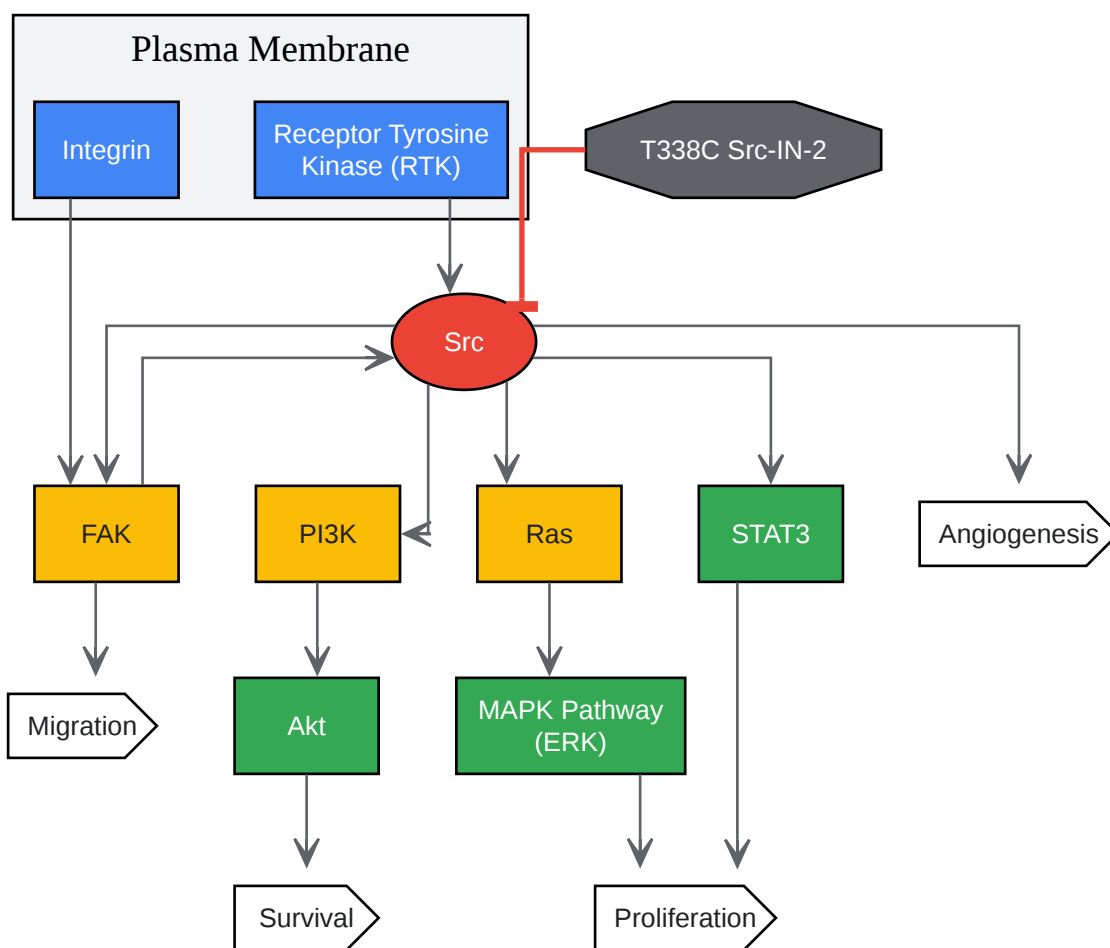 Plasma Membrane
Integrin
Receptor Tyrosine
Kinase (RTK)
T338C Src-IN-2
Src
FAK
PI3K
Ras
STAT3
Angiogenesis
Migration
Akt
MAPK Pathway
(ERK)
Survival
Proliferation